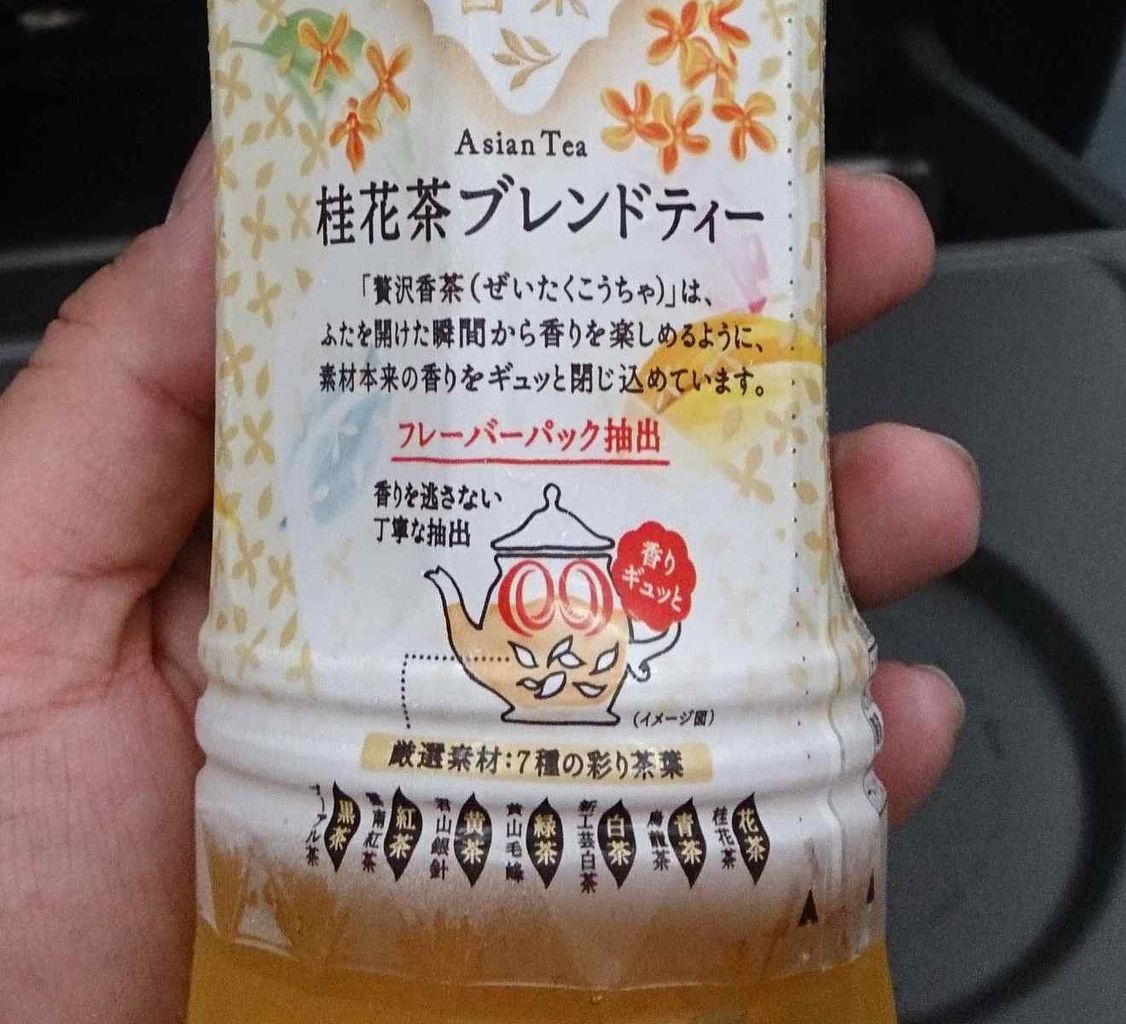 Asian Tea
桂花茶ブレンドティー
「贅沢香茶(ぜいたくこうちゃ)」は、
ふたを開けた瞬間から香りを楽しめるように、
素材本来の香りをギュッと閉じ込めています。
フレーバーパック抽出
香りを逃さない
丁寧な抽出
香り
ギュッと
(イメージ図)
厳選素材:7種の彩り茶葉
花茶
桂花茶
青茶
烏龍茶
白茶
新工芸白茶
緑茶
黄山毛峰
黄茶
君山銀針
紅茶
雲南紅茶
黒茶